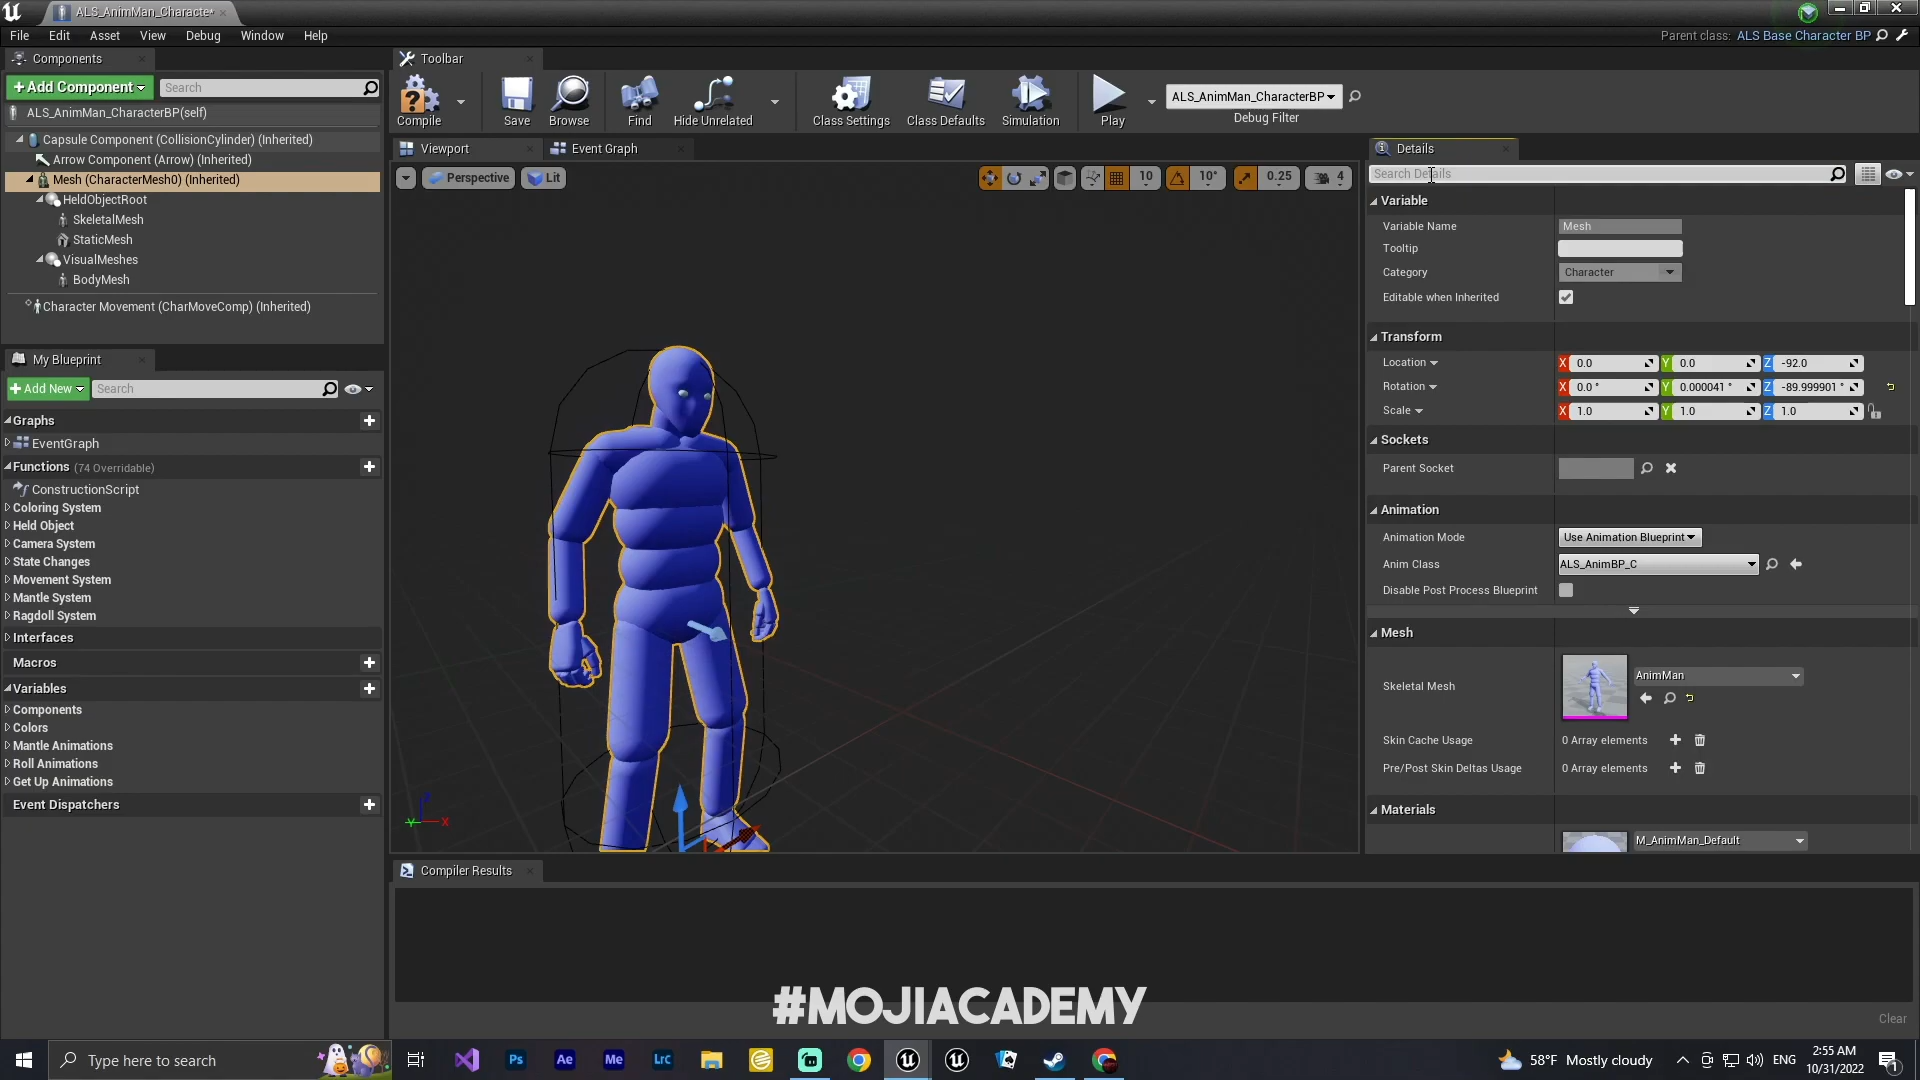 ALS_AnimMan_Characte*
File Edit Asset View Debug Window Help
Parent class: ALS Base Character BP
Components
+Add Component
Search
ALS_AnimMan_CharacterBP(self)
Capsule Component (CollisionCylinder) (Inherited)
Arrow Component (Arrow) (Inherited)
Mesh (CharacterMesh0) (Inherited)
HeldObjectRoot
SkeletalMesh
StaticMesh
VisualMeshes
BodyMesh
Character Movement (CharMoveComp) (Inherited)
My Blueprint
+Add New
Search
Graphs
EventGraph
Functions (74 Overridable)
ConstructionScript
Coloring System
Held Object
Camera System
State Changes
Movement System
Mantle System
Ragdoll System
Interfaces
Macros
Variables
Components
Colors
Mantle Animations
Roll Animations
Get Up Animations
Event Dispatchers
Toolbar
Compile
Save
Browse
Find
Hide Unrelated
Class Settings
Class Defaults
Simulation
Play
ALS_AnimMan_CharacterBP
Debug Filter
Viewport
Event Graph
Perspective
Lit
10
10°
0.25
4
Z
Y
X
Details
Search Details
Variable
Variable Name Mesh
Tooltip
Category Character
Editable when Inherited
Transform
Location X 0.0 Y 0.0 Z -92.0
Rotation X 0.0 ° Y 0.000041 ° Z -89.999901 °
Scale X 1.0 Y 1.0 Z 1.0
Sockets
Parent Socket
Animation
Animation Mode Use Animation Blueprint
Anim Class ALS_AnimBP_C
Disable Post Process Blueprint
Mesh
Skeletal Mesh AnimMan
Skin Cache Usage 0 Array elements
Pre/Post Skin Deltas Usage 0 Array elements
Materials
M_AnimMan_Default
Compiler Results
#MOJIACADEMY
Clear
Type here to search
Ps
Ae
Me
LrC
58°F Mostly cloudy
ENG
2:55 AM
10/31/2022
1